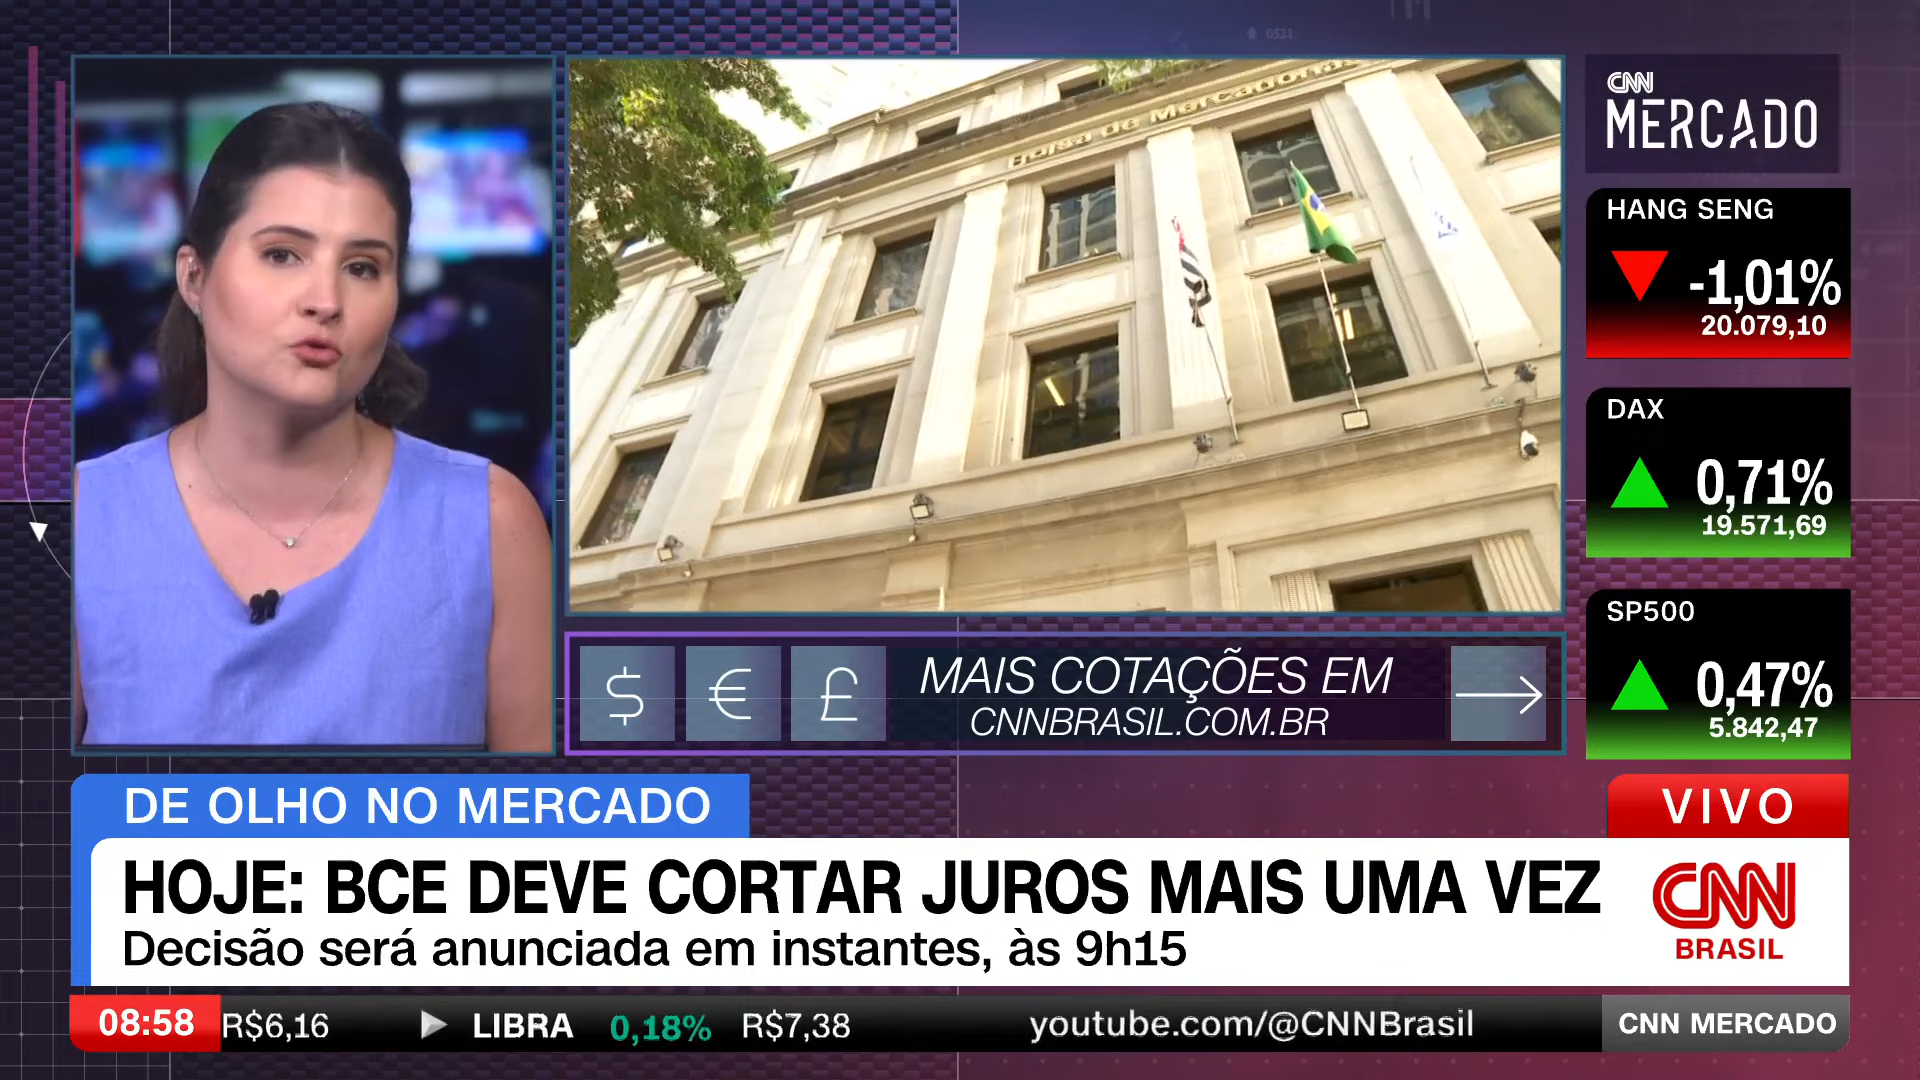 Bolsa de Mercadorias
CNN
MERCADO
HANG SENG
-1,01%
20.079,10
DAX
0,71%
19.571,69
SP500
0,47%
5.842,47
$ € £
MAIS COTAÇÕES EM
CNNBRASIL.COM.BR
DE OLHO NO MERCADO
VIVO
HOJE: BCE DEVE CORTAR JUROS MAIS UMA VEZ
Decisão será anunciada em instantes, às 9h15
CNN
BRASIL
08:58 R$6,16 LIBRA 0,18% R$7,38 youtube.com/@CNNBrasil CNN MERCADO